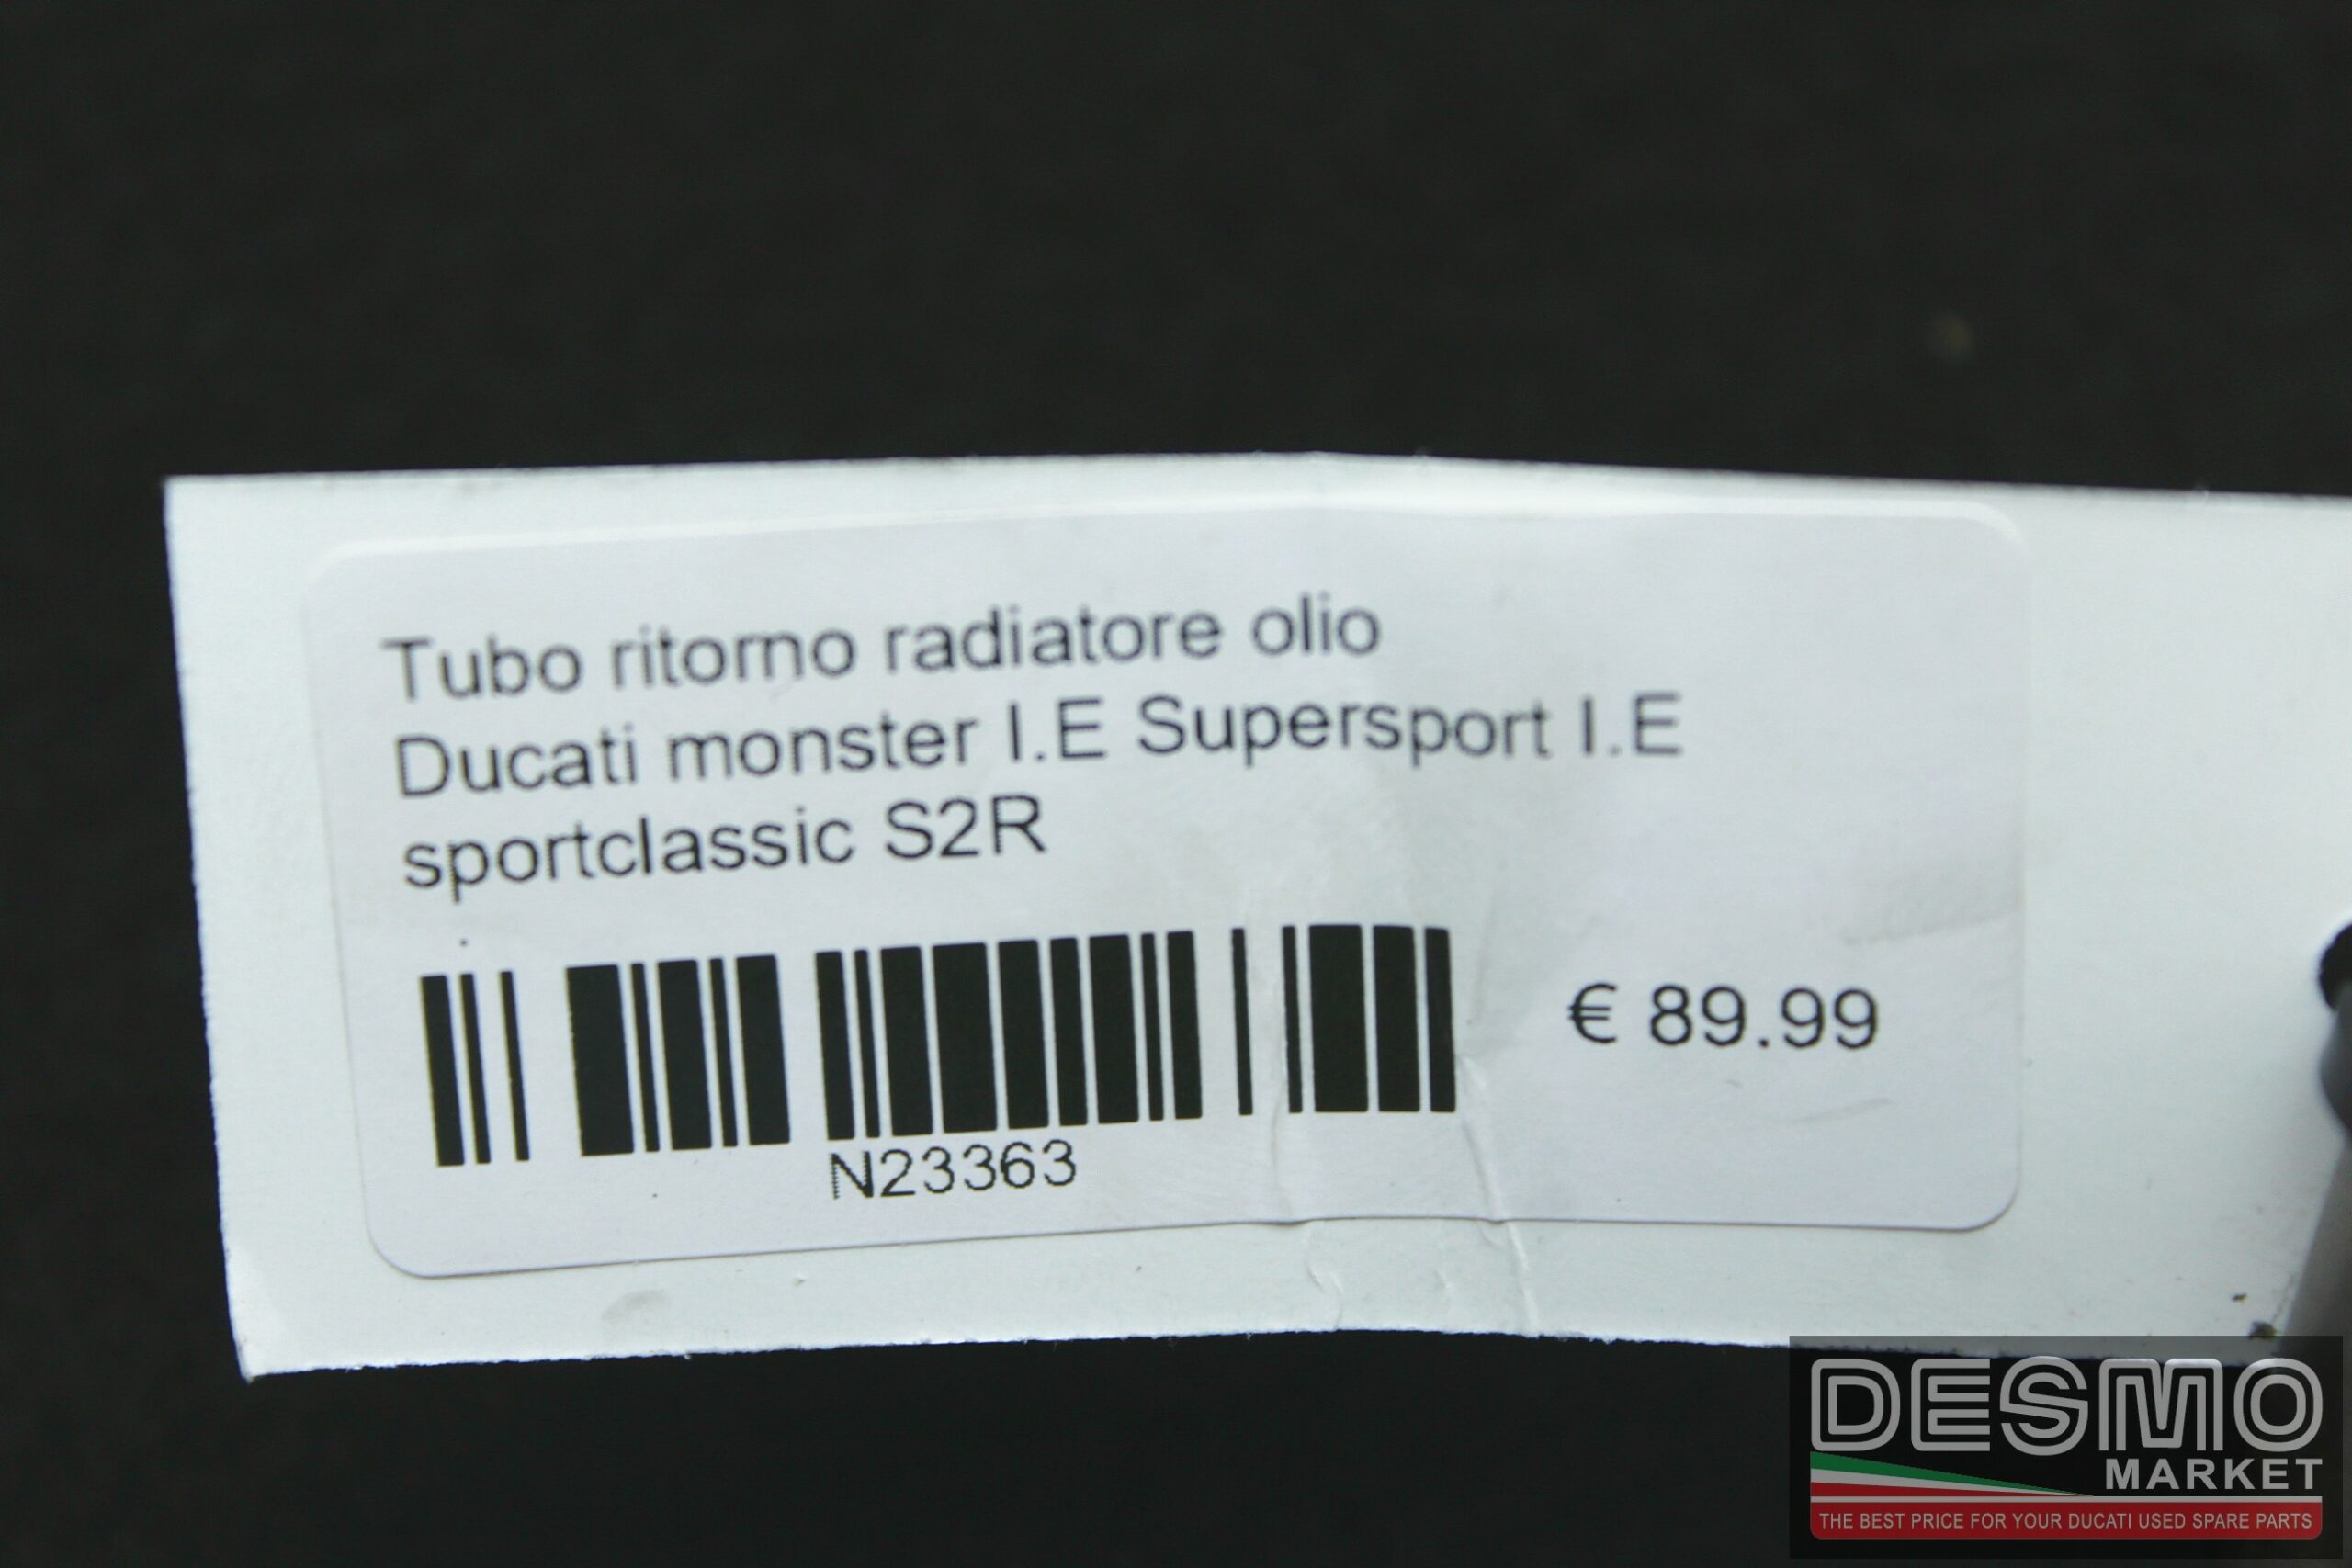 Tubo ritorno radiatore olio
Ducati monster I.E Supersport I.E
sportclassic S2R
€ 89.99
N23363
DESMO
MARKET
THE BEST PRICE FOR YOUR DUCATI USED SPARE PARTS